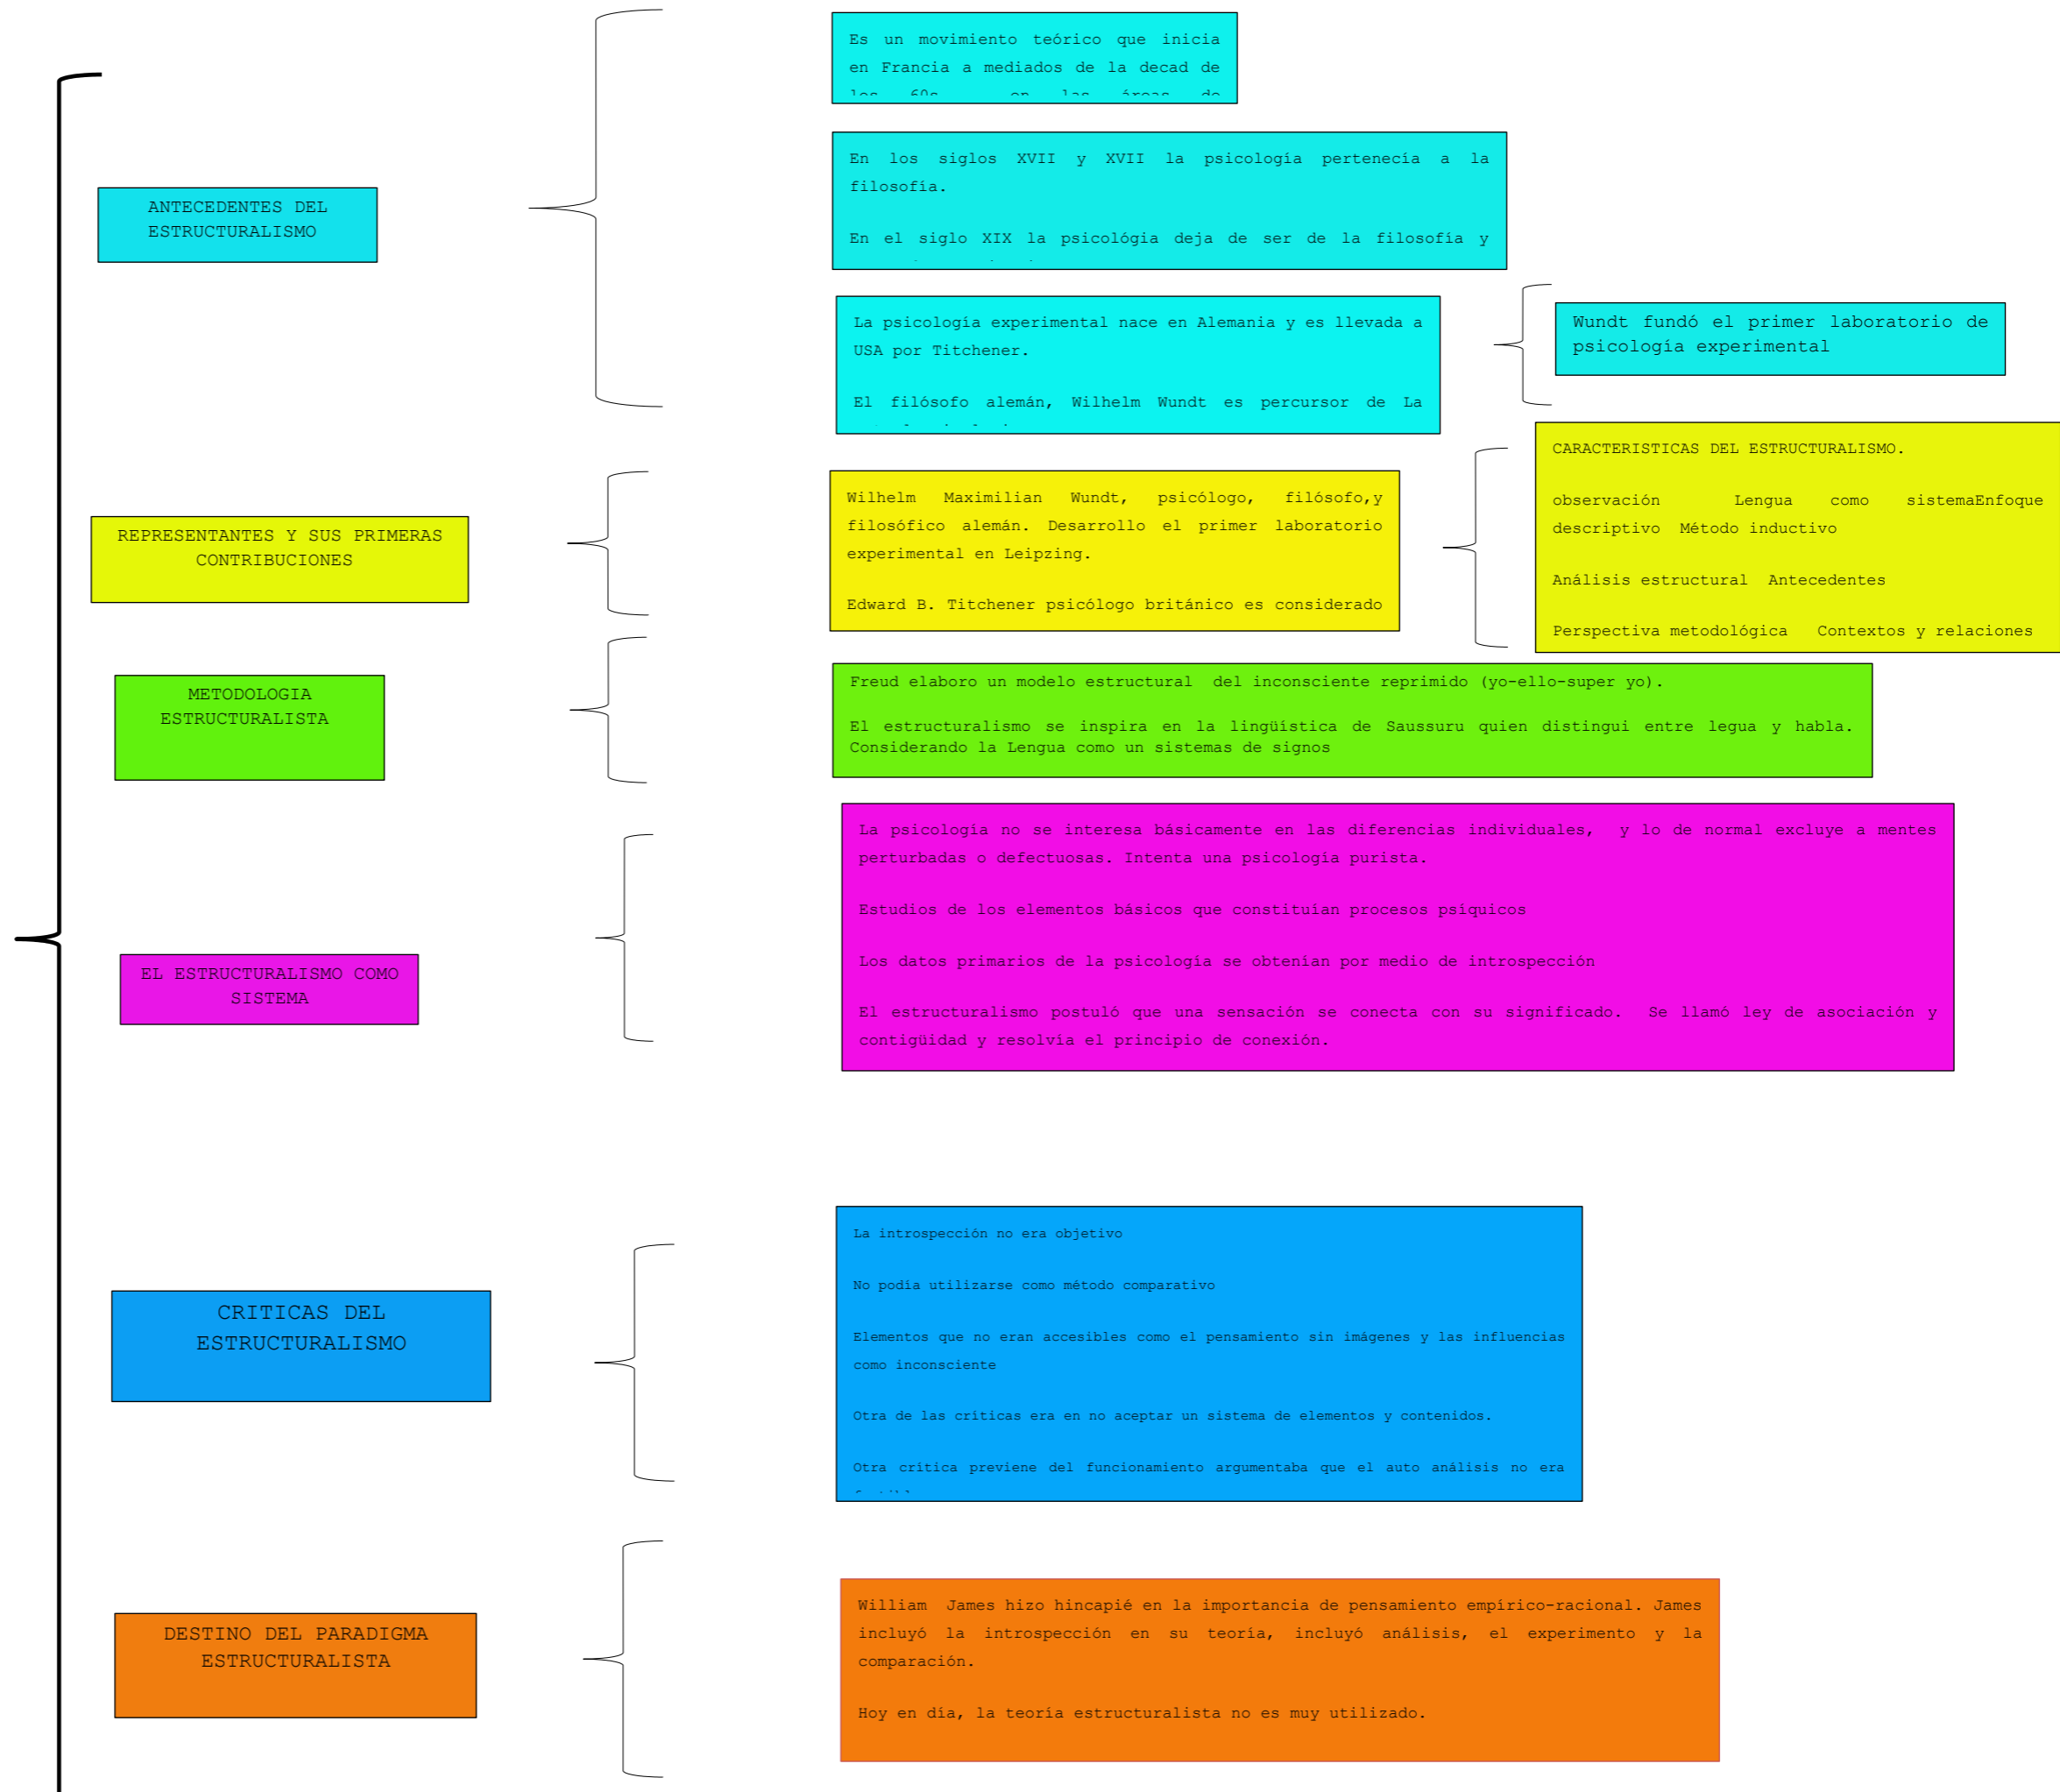 ANTECEDENTES DEL
ESTRUCTURALISMO
Es un movimiento teórico que inicia
en Francia a mediados de la decad de
los 60s en las áreas de
En los siglos XVII y XVII la psicología pertenecía a la
filosofía.
En el siglo XIX la psicológia deja de ser de la filosofía y
La psicología experimental nace en Alemania y es llevada a
USA por Titchener.
El filósofo alemán, Wilhelm Wundt es percursor de La
Wundt fundó el primer laboratorio de
psicología experimental
REPRESENTANTES Y SUS PRIMERAS
CONTRIBUCIONES
Wilhelm Maximilian Wundt, psicólogo, filósofo,y
filosófico alemán. Desarrollo el primer laboratorio
experimental en Leipzing.
Edward B. Titchener psicólogo británico es considerado
CARACTERISTICAS DEL ESTRUCTURALISMO.
observación Lengua como sistemaEnfoque
descriptivo Método inductivo
Análisis estructural Antecedentes
Perspectiva metodológica Contextos y relaciones
METODOLOGIA
ESTRUCTURALISTA
Freud elaboro un modelo estructural del inconsciente reprimido (yo-ello-super yo).
El estructuralismo se inspira en la lingüística de Saussuru quien distingui entre legua y habla.
Considerando la Lengua como un sistemas de signos
EL ESTRUCTURALISMO COMO
SISTEMA
La psicología no se interesa básicamente en las diferencias individuales, y lo de normal excluye a mentes
perturbadas o defectuosas. Intenta una psicología purista.
Estudios de los elementos básicos que constituían procesos psíquicos
Los datos primarios de la psicología se obtenían por medio de introspección
El estructuralismo postuló que una sensación se conecta con su significado. Se llamó ley de asociación y
contigüidad y resolvía el principio de conexión.
CRITICAS DEL
ESTRUCTURALISMO
La introspección no era objetivo
No podía utilizarse como método comparativo
Elementos que no eran accesibles como el pensamiento sin imágenes y las influencias
como inconsciente
Otra de las críticas era en no aceptar un sistema de elementos y contenidos.
Otra crítica previene del funcionamiento argumentaba que el auto análisis no era
DESTINO DEL PARADIGMA
ESTRUCTURALISTA
William James hizo hincapié en la importancia de pensamiento empírico-racional. James
incluyó la introspección en su teoría, incluyó análisis, el experimento y la
comparación.
Hoy en día, la teoría estructuralista no es muy utilizado.